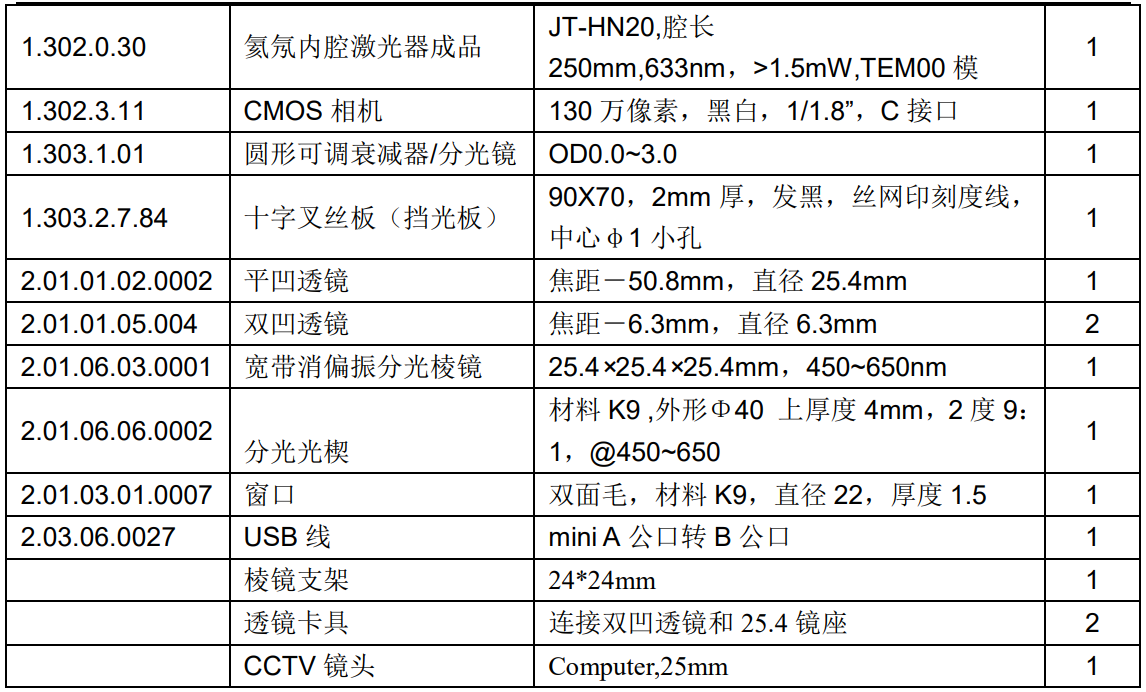 1.302.0.30 氦氖内腔激光器成品 JT-HN20,腔长 1
250mm,633nm，>1.5mW,TEM00 模
1.302.3.11 CMOS 相机 130 万像素，黑白，1/1.8”，C 接口 1
1.303.1.01 圆形可调衰减器/分光镜 OD0.0~3.0 1
1.303.2.7.84 十字叉丝板（挡光板） 90X70，2mm 厚，发黑，丝网印刻度线， 1
中心φ1 小孔
2.01.01.02.0002 平凹透镜 焦距－50.8mm，直径 25.4mm 1
2.01.01.05.004 双凹透镜 焦距－6.3mm，直径 6.3mm 2
2.01.06.03.0001 宽带消偏振分光棱镜 25.4×25.4×25.4mm，450~650nm 1
2.01.06.06.0002 分光光楔 材料 K9 ,外形Φ40 上厚度 4mm，2 度 9： 1
1，@450~650
2.01.03.01.0007 窗口 双面毛，材料 K9，直径 22，厚度 1.5 1
2.03.06.0027 USB 线 mini A 公口转 B 公口 1
棱镜支架 24*24mm 1
透镜卡具 连接双凹透镜和 25.4 镜座 2
CCTV 镜头 Computer,25mm 1